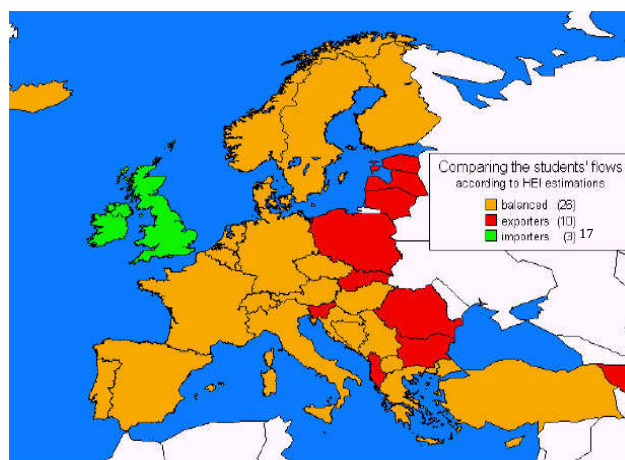 Comparing the students' flows
according to HEI estimations
balanced (26)
exporters (10)
importers (3) 17